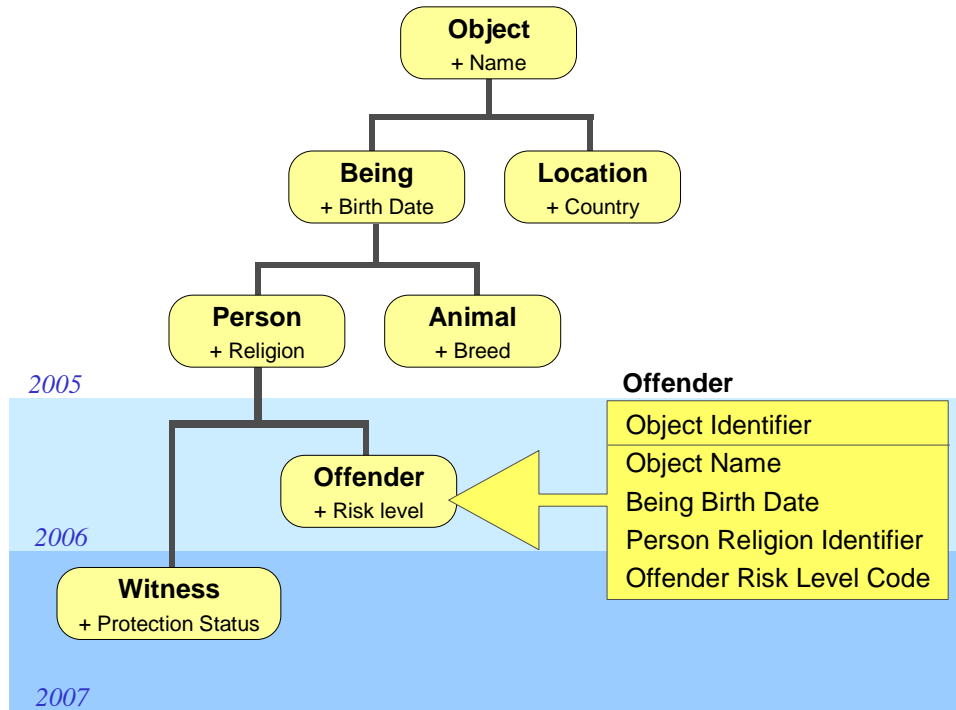 Object
+ Name
Being
+ Birth Date
Location
+ Country
Person
+ Religion
Animal
+ Breed
2005
Offender
Object Identifier
Object Name
Being Birth Date
Person Religion Identifier
Offender Risk Level Code
Offender
+ Risk level
2006
Witness
+ Protection Status
2007